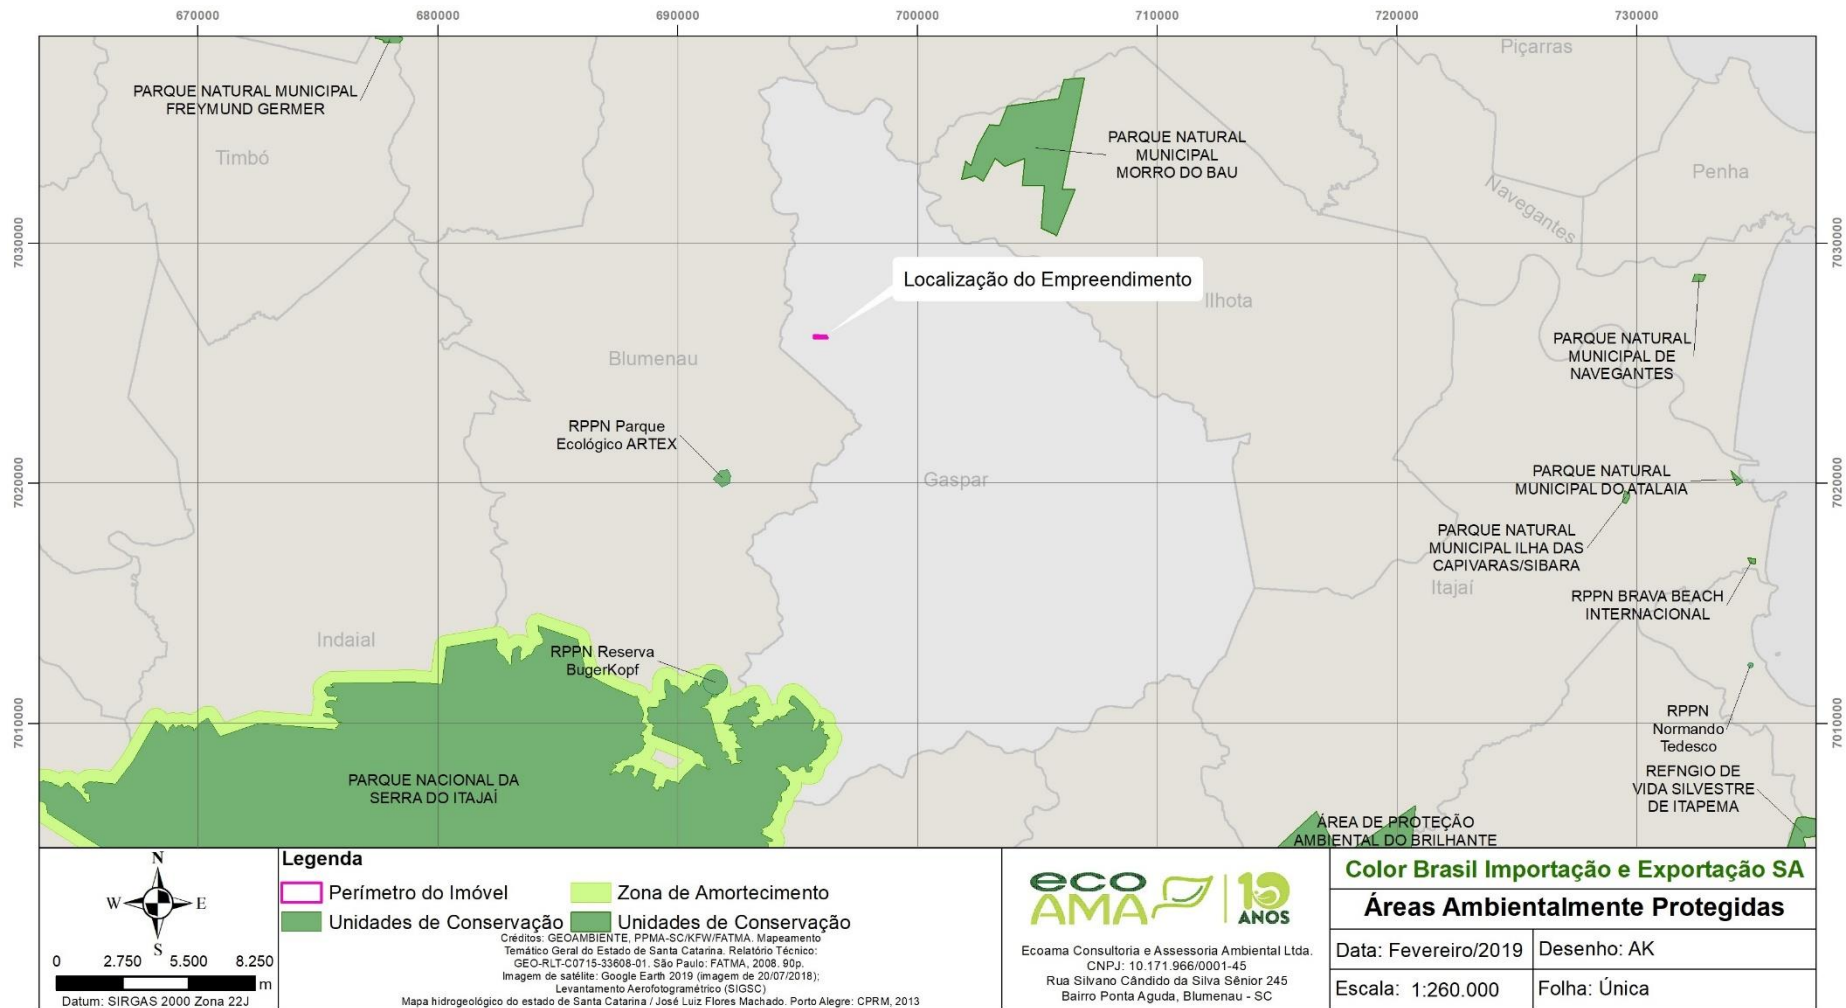 670000
680000
690000
700000
710000
720000
730000
Piçarras
PARQUE NATURAL MUNICIPAL
FREYMUND GERMER
Timbó
PARQUE NATURAL
MUNICIPAL
MORRO DO BAU
Penha
Navegantes
7030000
7030000
Localização do Empreendimento
Ilhota
Blumenau
PARQUE NATURAL
MUNICIPAL DE
NAVEGANTES
RPPN Parque
Ecológico ARTEX
Gaspar
PARQUE NATURAL
MUNICIPAL DO ATALAIA
7020000
7020000
PARQUE NATURAL
MUNICIPAL ILHA DAS
CAPIVARAS/SIBARA
Itajaí
RPPN BRAVA BEACH
INTERNACIONAL
Indaial
RPPN Reserva
BugerKopf
7010000
7010000
RPPN
Normando
Tedesco
PARQUE NACIONAL DA
SERRA DO ITAJAÍ
REFNGIO DE
VIDA SILVESTRE
DE ITAPEMA
ÁREA DE PROTEÇÃO
AMBIENTAL DO BRILHANTE
N
W
E
S
0 2.750 5.500 8.250
m
Datum: SIRGAS 2000 Zona 22J
Legenda
Perímetro do Imóvel
Zona de Amortecimento
Unidades de Conservação
Unidades de Conservação
Créditos: GEOAMBIENTE, PPMA-SC/KFW/FATMA. Mapeamento
Temático Geral do Estado de Santa Catarina. Relatório Técnico:
GEO-RLT-C0715-33608-01. São Paulo: FATMA, 2008. 90p.
Imagem de satélite: Google Earth 2019 (imagem de 20/07/2018);
Levantamento Aerofotogramétrico (SIGSC)
Mapa hidrogeológico do estado de Santa Catarina / José Luiz Flores Machado. Porto Alegre: CPRM, 2013
eco
AMA
10
ANOS
Ecoama Consultoria e Assessoria Ambiental Ltda.
CNPJ: 10.171.966/0001-45
Rua Silvano Cândido da Silva Sênior 245
Bairro Ponta Aguda, Blumenau - SC
Color Brasil Importação e Exportação SA
Áreas Ambientalmente Protegidas
Data: Fevereiro/2019
Desenho: AK
Escala: 1:260.000
Folha: Única